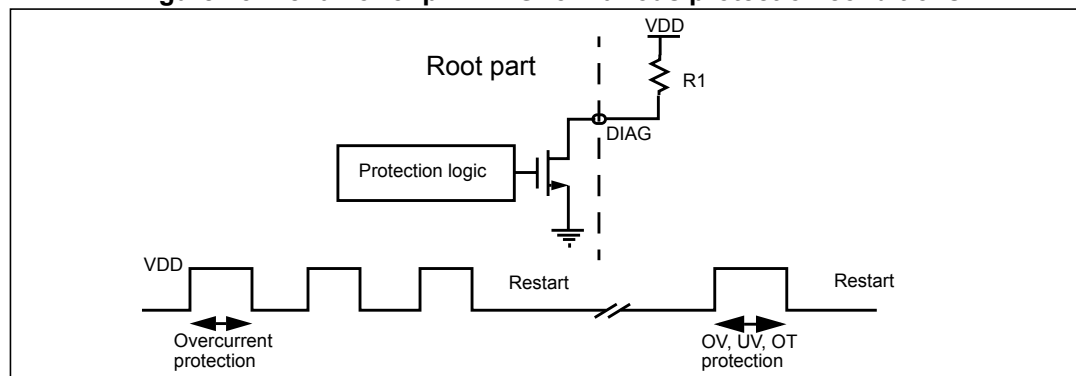 VDD
Root part
R1
DIAG
Protection logic
VDD
Restart
Restart
Overcurrent
protection
OV, UV, OT
protection